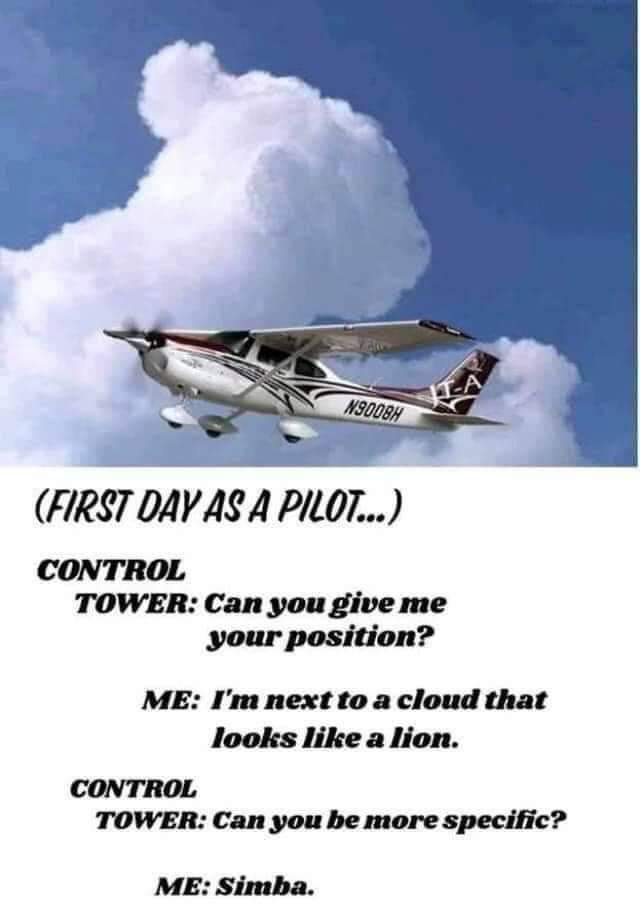 N9008H
T-A
(FIRST DAY AS A PILOT...)
CONTROL
TOWER: Can you give me
your position?
ME: I'm next to a cloud that
looks like a lion.
CONTROL
TOWER: Can you be more specific?
ME: Simba.